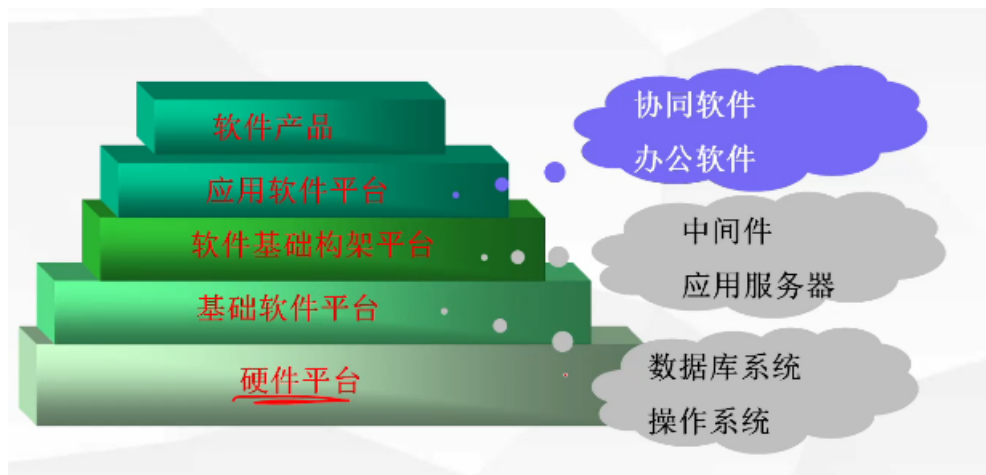 软件产品
应用软件平台
软件基础构架平台
基础软件平台
硬件平台
协同软件
办公软件
中间件
应用服务器
数据库系统
操作系统